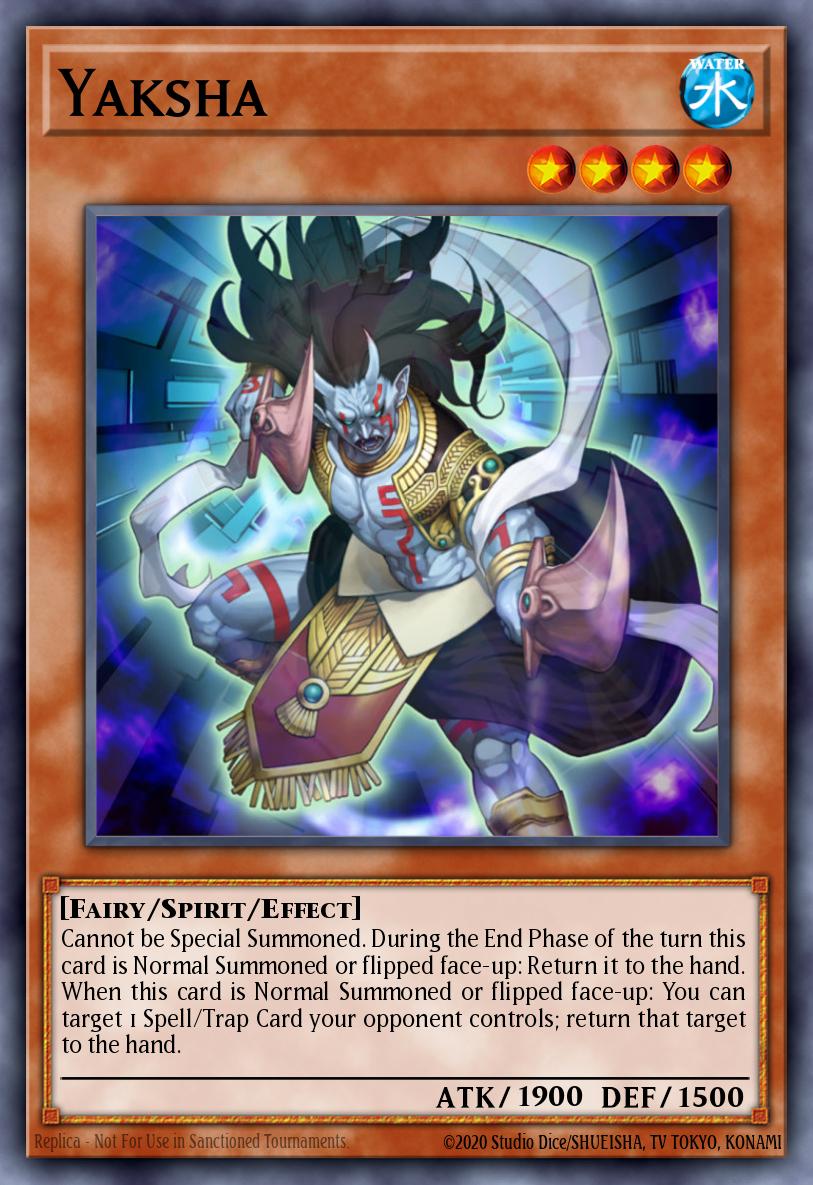 Yaksha
WATER
水
[Fairy/Spirit/Effect]
Cannot be Special Summoned. During the End Phase of the turn this
card is Normal Summoned or flipped face-up: Return it to the hand.
When this card is Normal Summoned or flipped face-up: You can
target 1 Spell/Trap Card your opponent controls; return that target
to the hand.
ATK/1900 DEF/1500
Replica - Not For Use in Sanctioned Tournaments.
©2020 Studio Dice/SHUEISHA, TV TOKYO, KONAMI